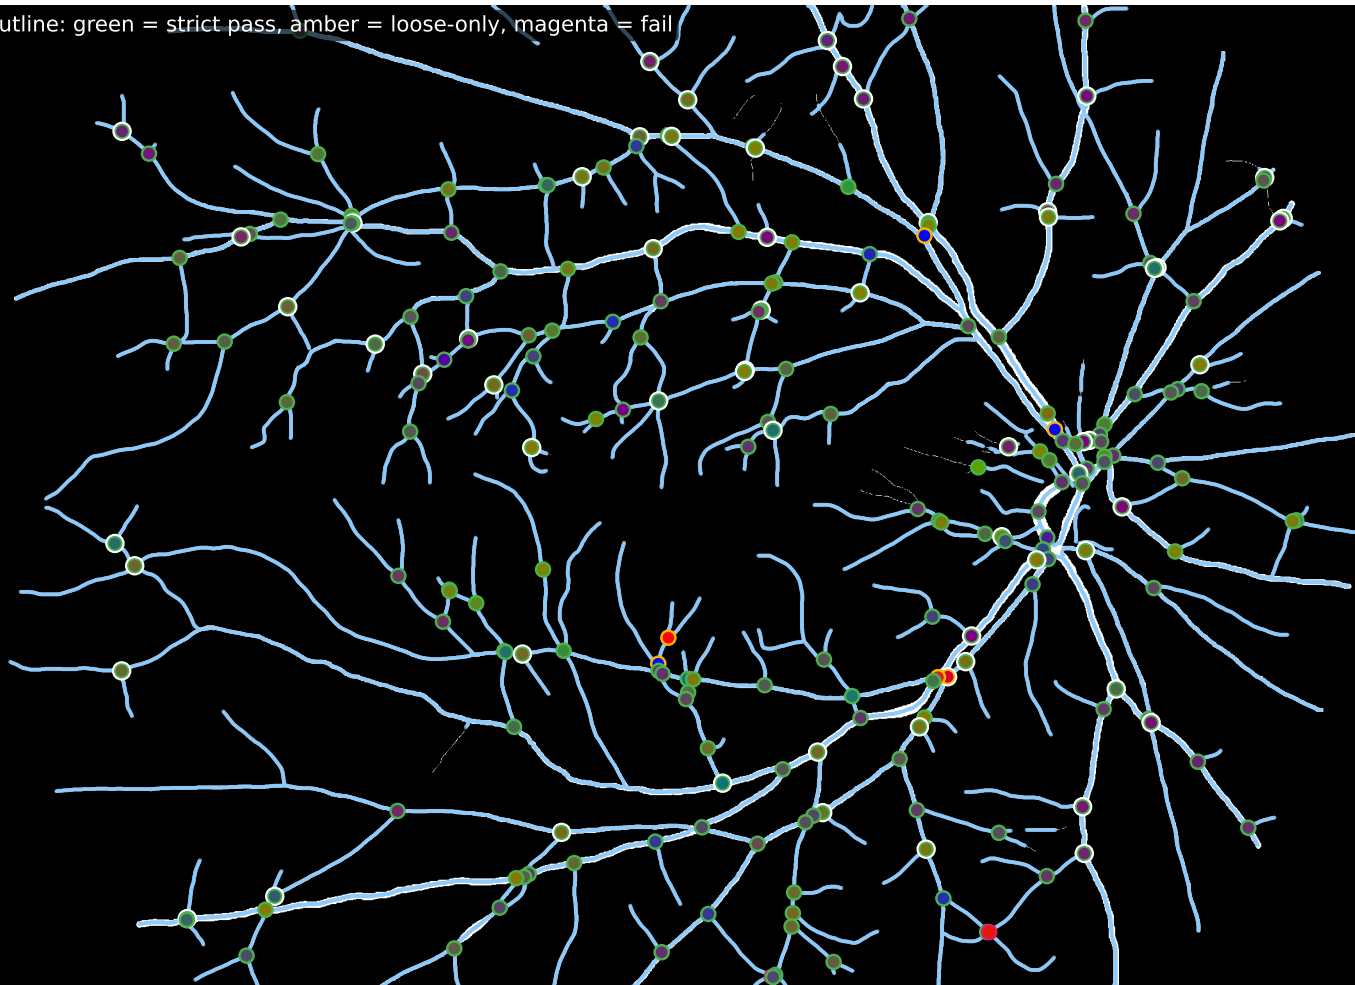 utline: green = strict pass, amber = loose-only, magenta = fail